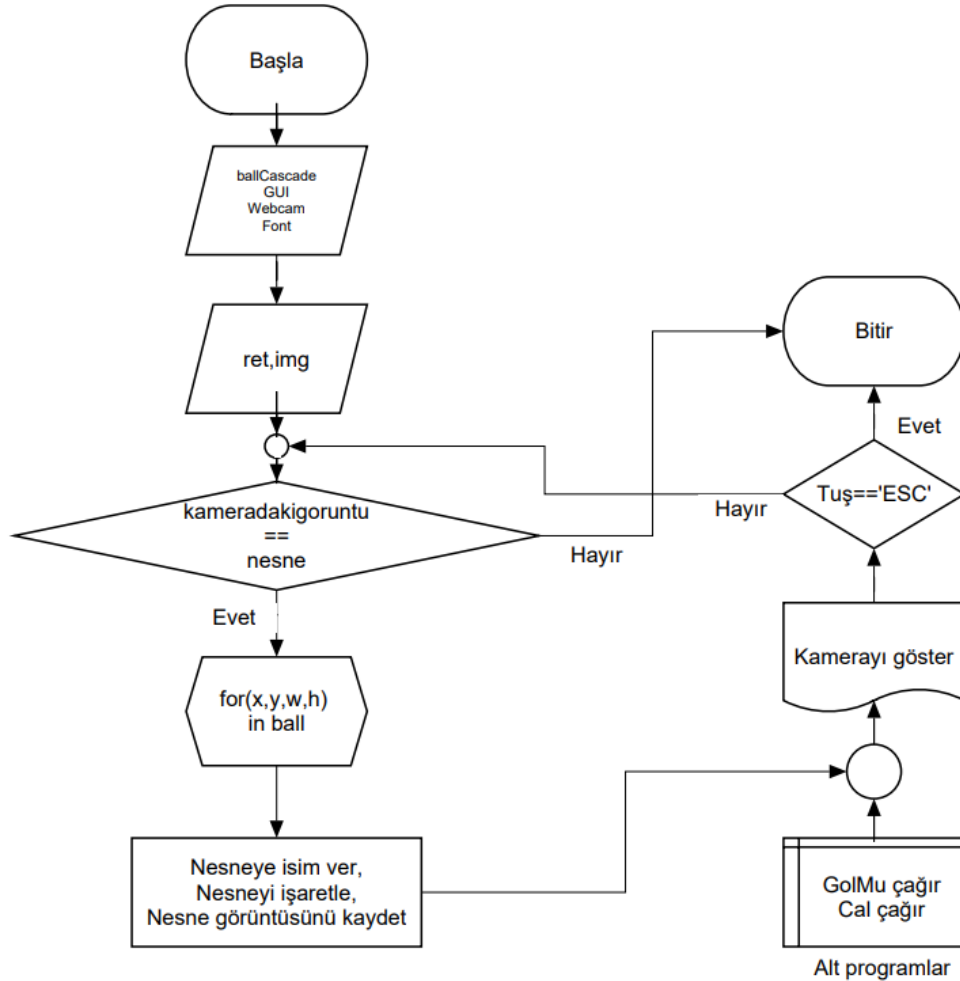 Başla
ballCascade
GUI
Webcam
Font
ret,img
kameradakigoruntu
==
nesne
Hayır
Evet
for(x,y,w,h)
in ball
Nesneye isim ver,
Nesneyi işaretle,
Nesne görüntüsünü kaydet
Bitir
Evet
Tuş=='ESC'
Hayır
Kamerayı göster
GolMu çağır
Cal çağır
Alt programlar